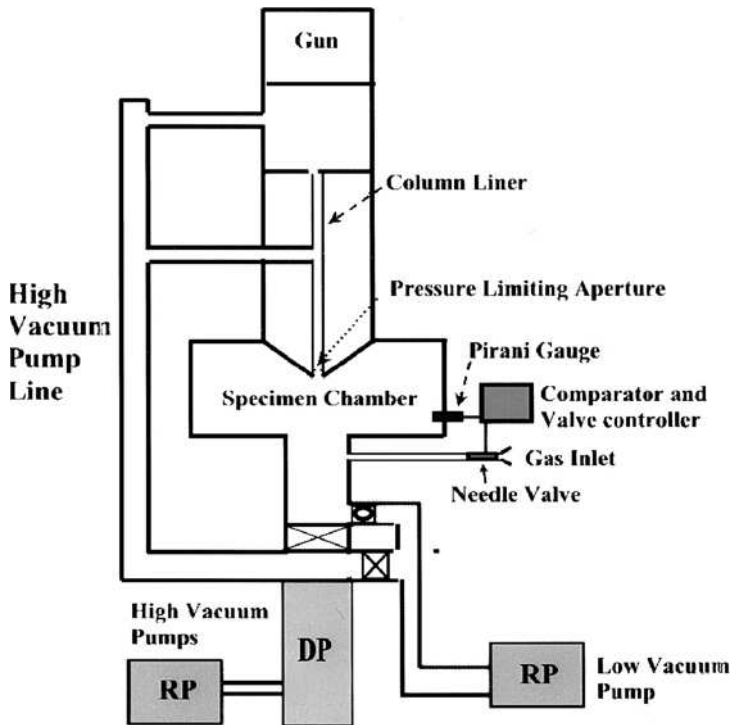 Gun
Column Liner
High
Vacuum
Pump
Line
Pressure Limiting Aperture
Pirani Gauge
Specimen Chamber
Comparator and
Valve controller
Gas Inlet
Needle Valve
High Vacuum
Pumps
DP
RP
RP
Low Vacuum
Pump